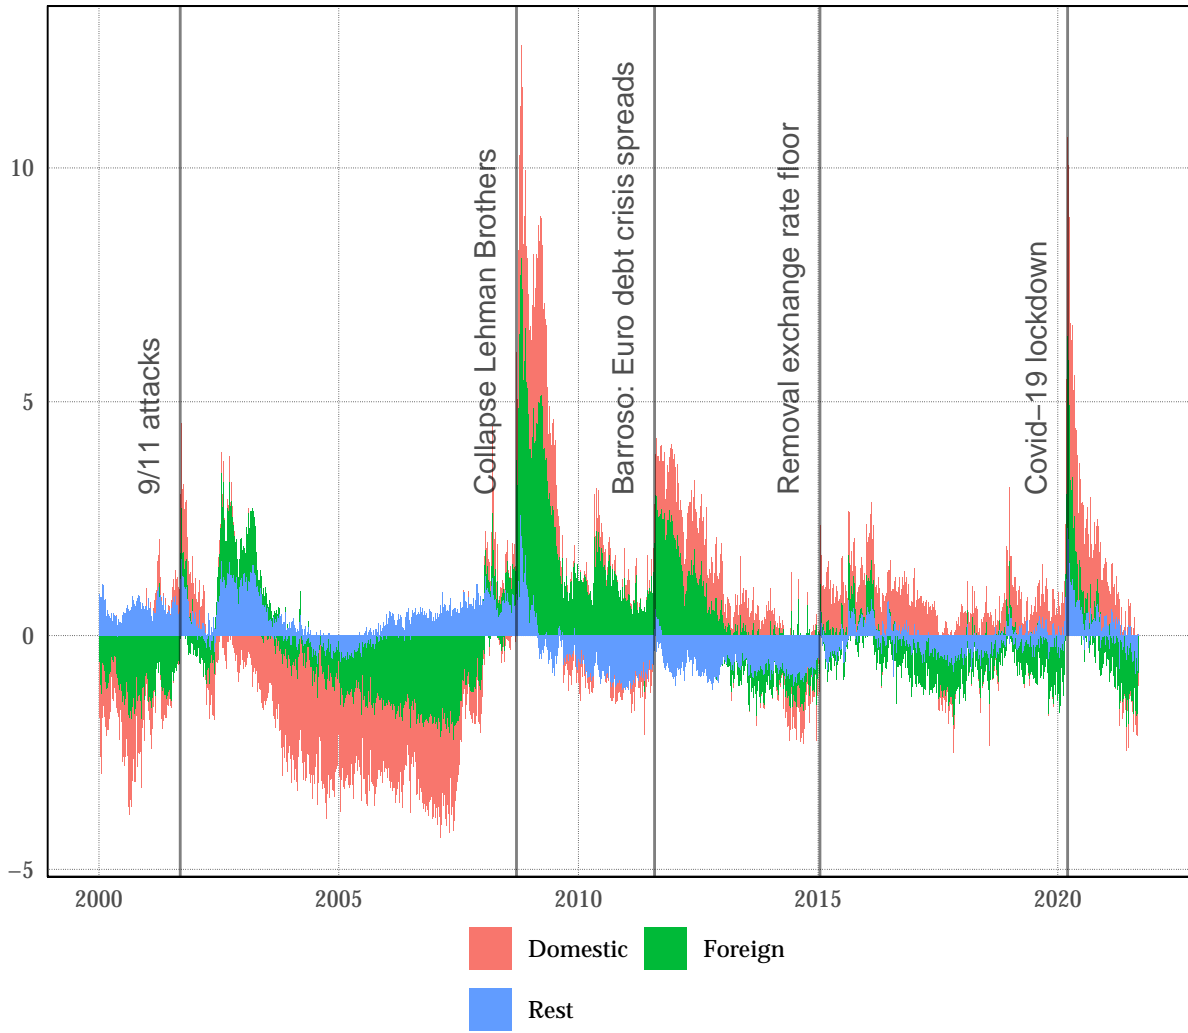 10
5
0
−5
9/11 attacks
Collapse Lehman Brothers
Barroso: Euro debt crisis spreads
Removal exchange rate floor
Covid−19 lockdown
2000
2005
2010
2015
2020
Domestic
Foreign
Rest